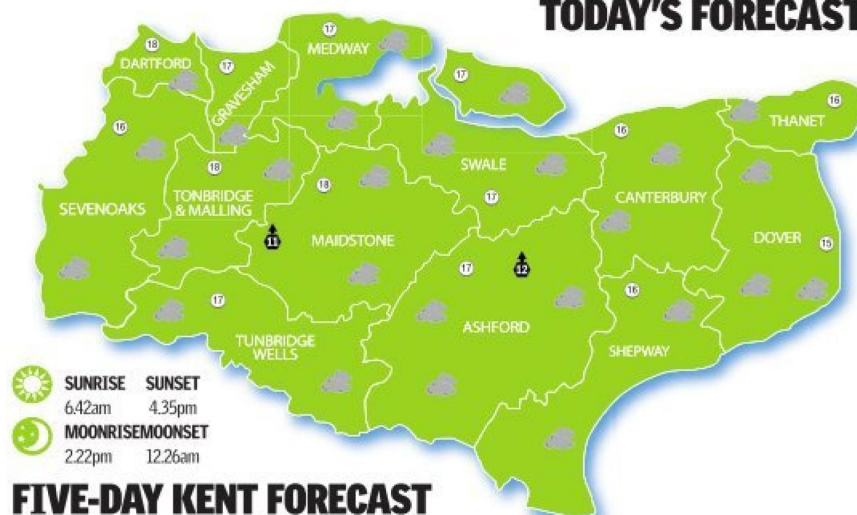 TODAY'S FORECAST
17
MEDWAY
18
DARTFORD
17
GRAVESHAM
17
16
THANET
16
16
SWALE
18
TONBRIDGE
& MALLING
18
CANTERBURY
17
SEVENOAKS
11
MAIDSTONE
DOVER
15
17
12
16
17
ASHFORD
TUNBRIDGE
WELLS
SHEPWAY
SUNRISE SUNSET
6.42am 4.35pm
MOONRISEMOONSET
2.22pm 12.26am
FIVE-DAY KENT FORECAST